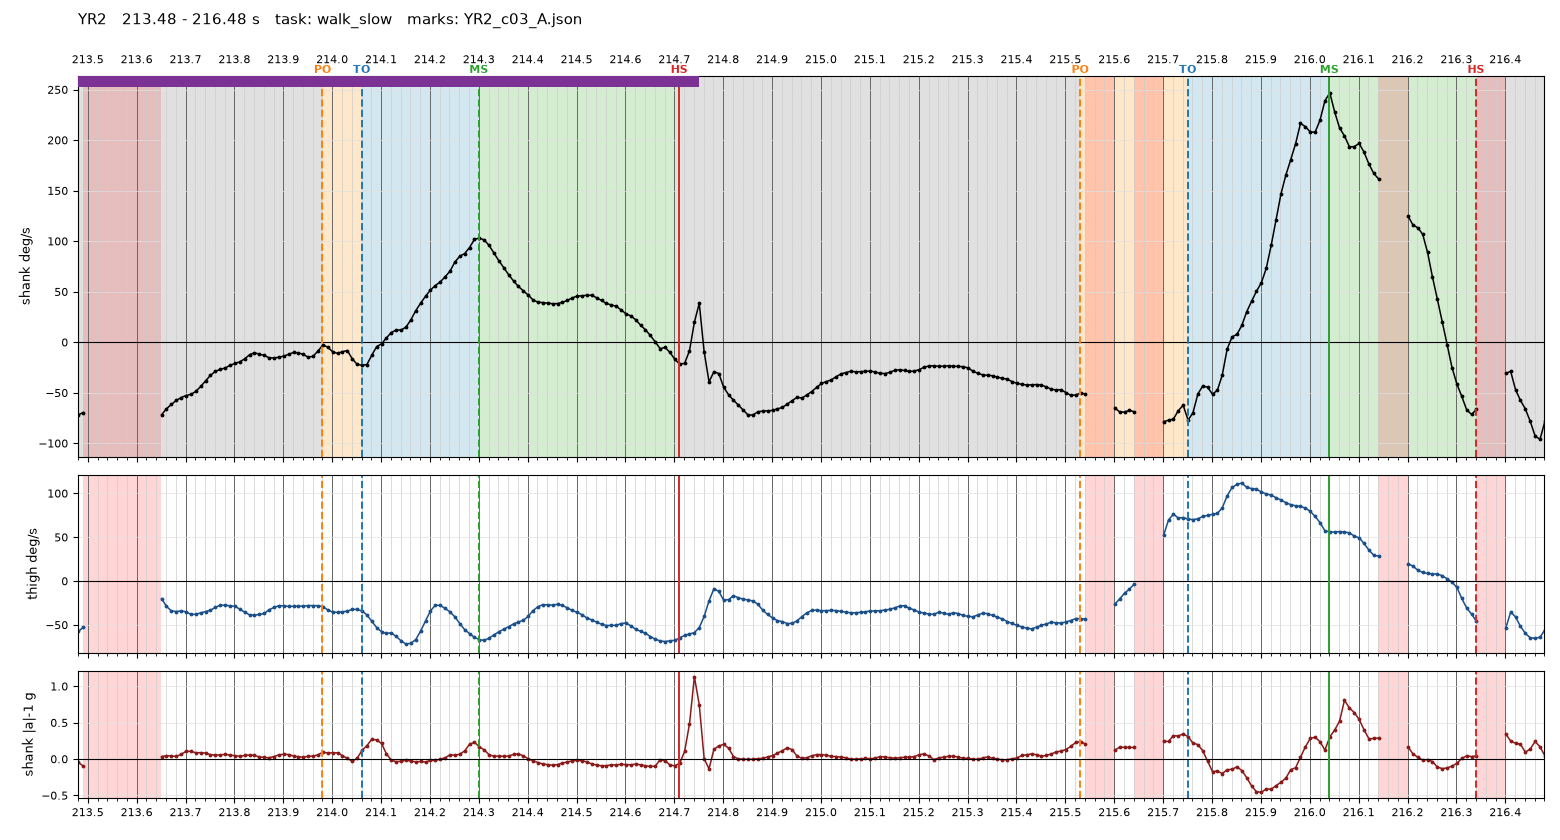 YR2   213.48 - 216.48 s   task: walk_slow   marks: YR2_c03_A.json
213.5 213.6 213.7 213.8 213.9 214.0 214.1 214.2 214.3 214.4 214.5 214.6 214.7 214.8 214.9 215.0 215.1 215.2 215.3 215.4 215.5 215.6 215.7 215.8 215.9 216.0 216.1 216.2 216.3 216.4
PO TO MS HS PO TO MS HS
250
200
150
100
50
0
−50
−100
shank deg/s
100
50
0
−50
thigh deg/s
1.0
0.5
0.0
−0.5
shank |a|-1 g
213.5 213.6 213.7 213.8 213.9 214.0 214.1 214.2 214.3 214.4 214.5 214.6 214.7 214.8 214.9 215.0 215.1 215.2 215.3 215.4 215.5 215.6 215.7 215.8 215.9 216.0 216.1 216.2 216.3 216.4